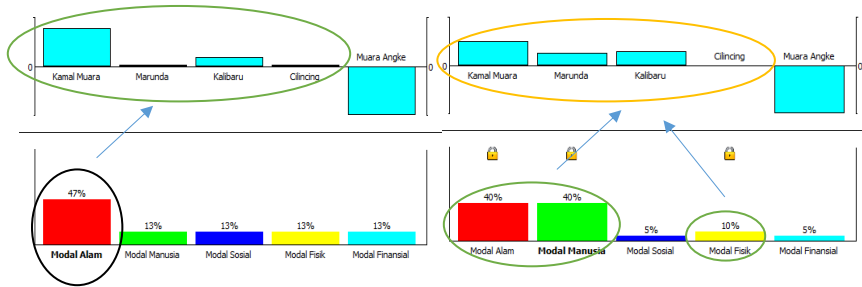 Muara Angke
0 0
Kamal Muara Marunda Kalibaru Cilincing
Cilincing Muara Angke
0 0
Kamal Muara Marunda Kalibaru
47%
13% 13% 13% 13%
Modal Alam Modal Manusia Modal Sosial Modal Fisik Modal Finansial
40% 40%
5% 10% 5%
Modal Alam Modal Manusia Modal Sosial Modal Fisik Modal Finansial